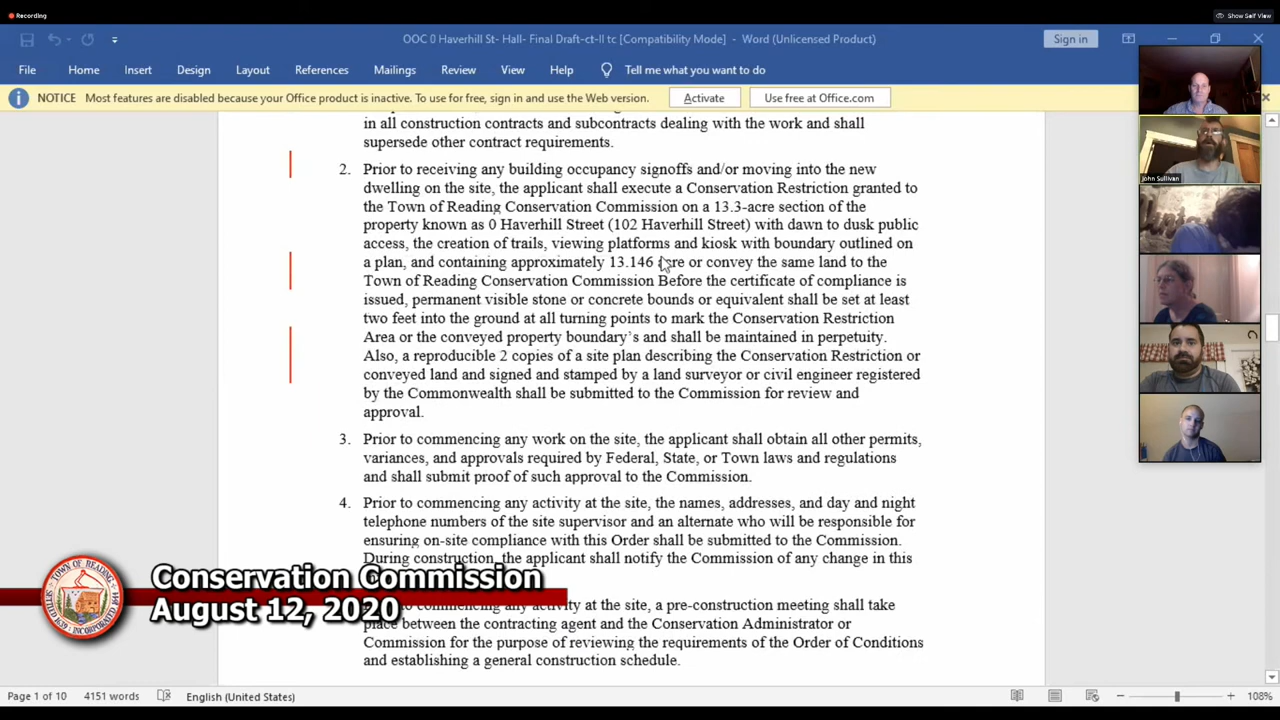 Recording
Show Self View
OOC 0 Haverhill St- Hall- Final Draft-ct-II tc [Compatibility Mode] - Word (Unlicensed Product)
Sign in
File Home Insert Design Layout References Mailings Review View Help Tell me what you want to do
NOTICE Most features are disabled because your Office product is inactive. To use for free, sign in and use the Web version. Activate Use free at Office.com
in all construction contracts and subcontracts dealing with the work and shall
supersede other contract requirements.
2. Prior to receiving any building occupancy signoffs and/or moving into the new
dwelling on the site, the applicant shall execute a Conservation Restriction granted to
the Town of Reading Conservation Commission on a 13.3-acre section of the
property known as 0 Haverhill Street (102 Haverhill Street) with dawn to dusk public
access, the creation of trails, viewing platforms and kiosk with boundary outlined on
a plan, and containing approximately 13.146 acre or convey the same land to the
Town of Reading Conservation Commission Before the certificate of compliance is
issued, permanent visible stone or concrete bounds or equivalent shall be set at least
two feet into the ground at all turning points to mark the Conservation Restriction
Area or the conveyed property boundary's and shall be maintained in perpetuity.
Also, a reproducible 2 copies of a site plan describing the Conservation Restriction or
conveyed land and signed and stamped by a land surveyor or civil engineer registered
by the Commonwealth shall be submitted to the Commission for review and
approval.
3. Prior to commencing any work on the site, the applicant shall obtain all other permits,
variances, and approvals required by Federal, State, or Town laws and regulations
and shall submit proof of such approval to the Commission.
4. Prior to commencing any activity at the site, the names, addresses, and day and night
telephone numbers of the site supervisor and an alternate who will be responsible for
ensuring on-site compliance with this Order shall be submitted to the Commission.
During construction, the applicant shall notify the Commission of any change in this
to commencing any activity at the site, a pre-construction meeting shall take
place between the contracting agent and the Conservation Administrator or
Commission for the purpose of reviewing the requirements of the Order of Conditions
and establishing a general construction schedule.
John Sullivan
TOWN OF READING
Conservation Commission
August 12, 2020
Page 1 of 10 4151 words English (United States) 108%